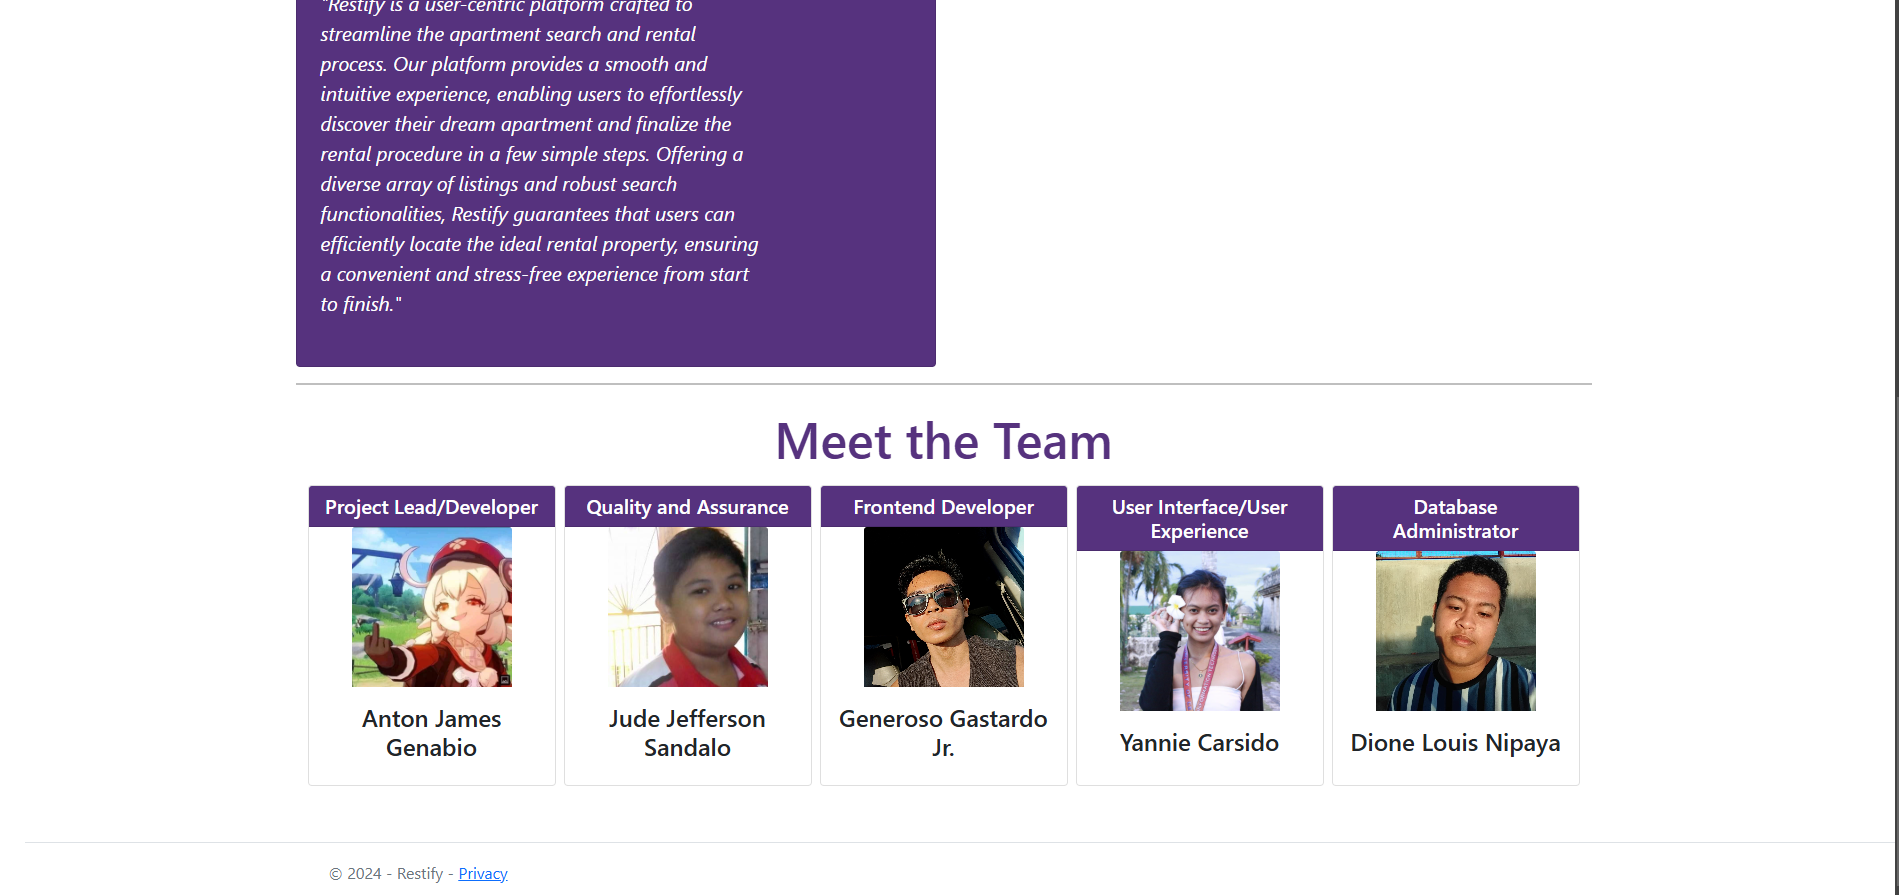 "Restify is a user-centric platform crafted to
streamline the apartment search and rental
process. Our platform provides a smooth and
intuitive experience, enabling users to effortlessly
discover their dream apartment and finalize the
rental procedure in a few simple steps. Offering a
diverse array of listings and robust search
functionalities, Restify guarantees that users can
efficiently locate the ideal rental property, ensuring
a convenient and stress-free experience from start
to finish."
Meet the Team
Project Lead/Developer
Anton James
Genabio
Quality and Assurance
Jude Jefferson
Sandalo
Frontend Developer
Generoso Gastardo
Jr.
User Interface/User
Experience
Yannie Carsido
Database
Administrator
Dione Louis Nipaya
© 2024 - Restify - Privacy